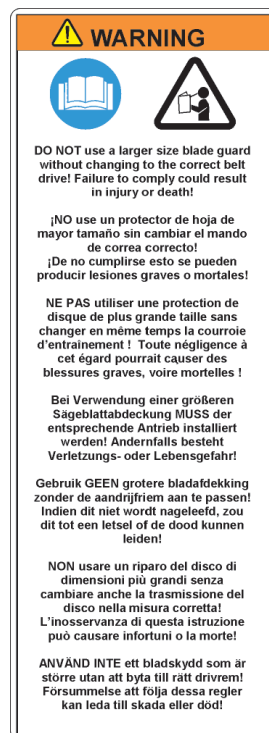 WARNING
DO NOT use a larger size blade guard
without changing to the correct belt
drive! Failure to comply could result
in injury or death!
¡NO use un protector de hoja de
mayor tamaño sin cambiar el mando
de correa correcto!
¡De no cumplirse esto se pueden
producir lesiones graves o mortales!
NE PAS utiliser une protection de
disque de plus grande taille sans
changer en même temps la courroie
d'entraînement ! Toute négligence à
cet égard pourrait causer des
blessures graves, voire mortelles !
Bei Verwendung einer größeren
Sägeblattabdeckung MUSS der
entsprechende Antrieb installiert
werden! Andernfalls besteht
Verletzungs- oder Lebensgefahr!
Gebruik GEEN grotere bladafdekking
zonder de aandrijfriem aan te passen!
Indien dit niet wordt nageleefd, zou
dit tot een letsel of de dood kunnen
leiden!
NON usare un riparo del disco di
dimensioni più grandi senza
cambiare anche la trasmissione del
disco nella misura corretta!
L'inosservanza di questa istruzione
può causare infortuni o la morte!
ANVÄND INTE ett bladskydd som är
större utan att byta till rätt drivrem!
Försummelse att följa dessa regler
kan leda till skada eller död!